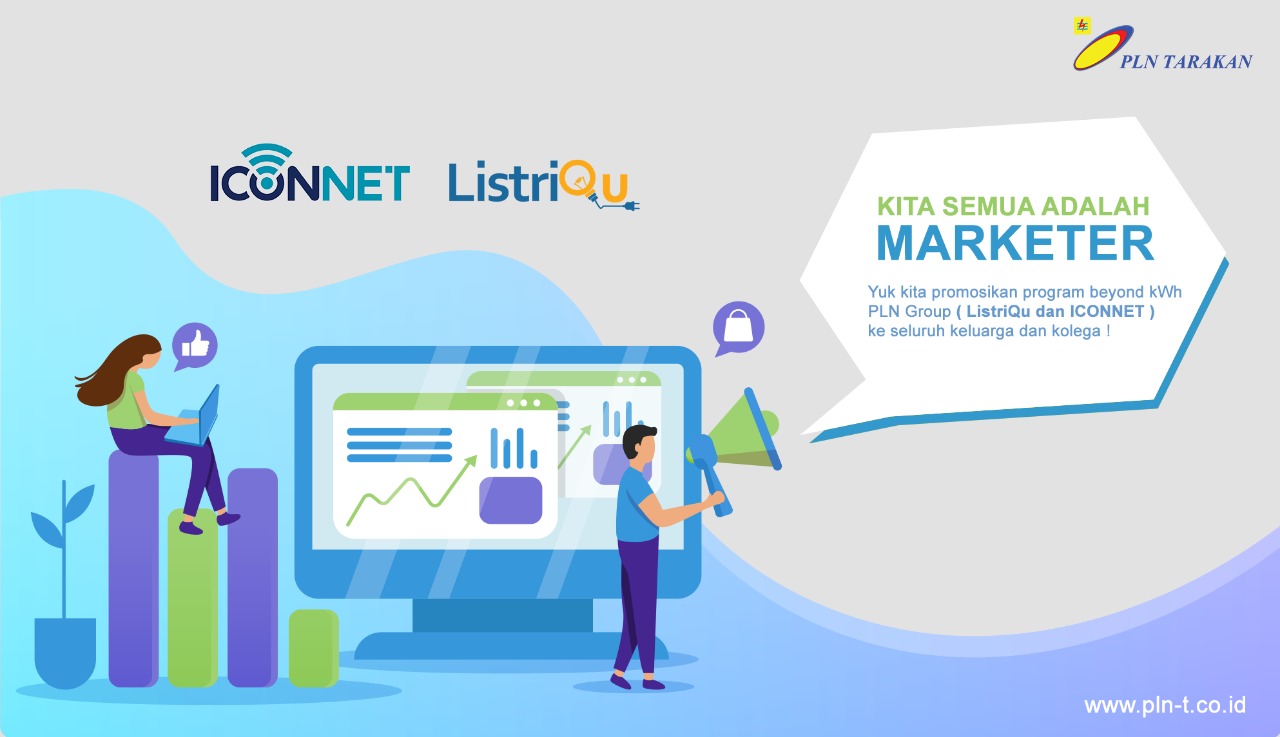 PLN TARAKAN
ICONNET ListriQu
KITA SEMUA ADALAH
MARKETER
Yuk kita promosikan program beyond kWh
PLN Group ( ListriQu dan ICONNET )
ke seluruh keluarga dan kolega !
www.pln-t.co.id